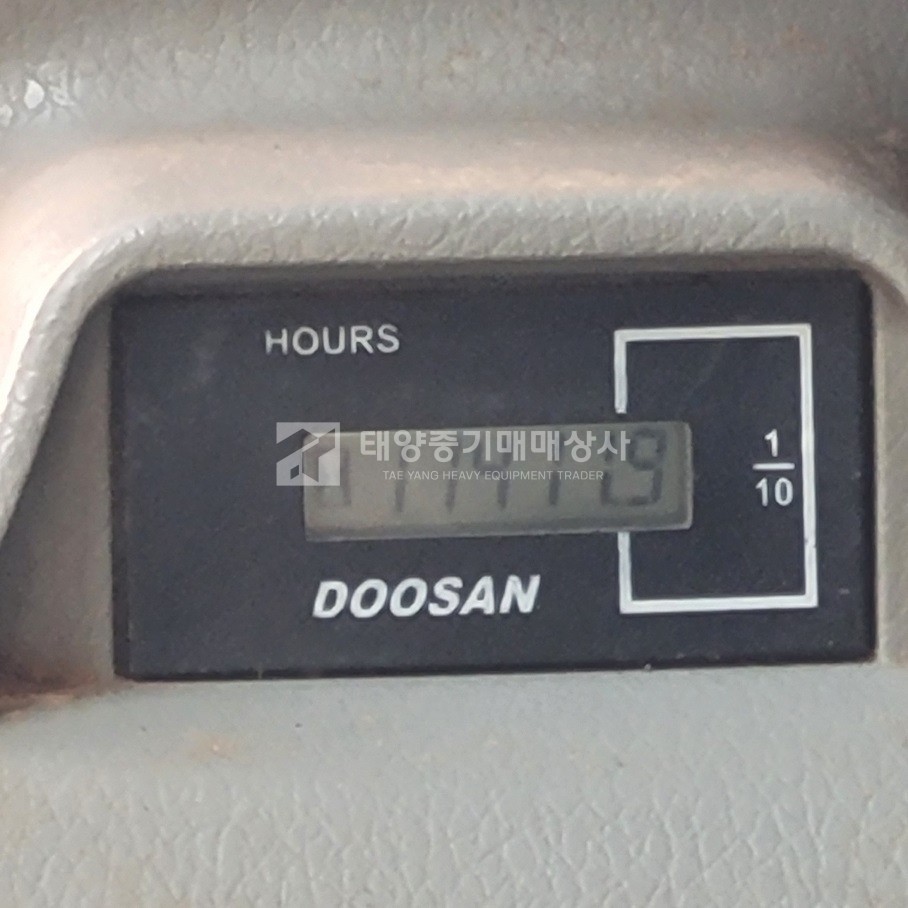 HOURS
태양중기매매상사
TAE YANG HEAVY EQUIPMENT TRADER
1
10
DOOSAN